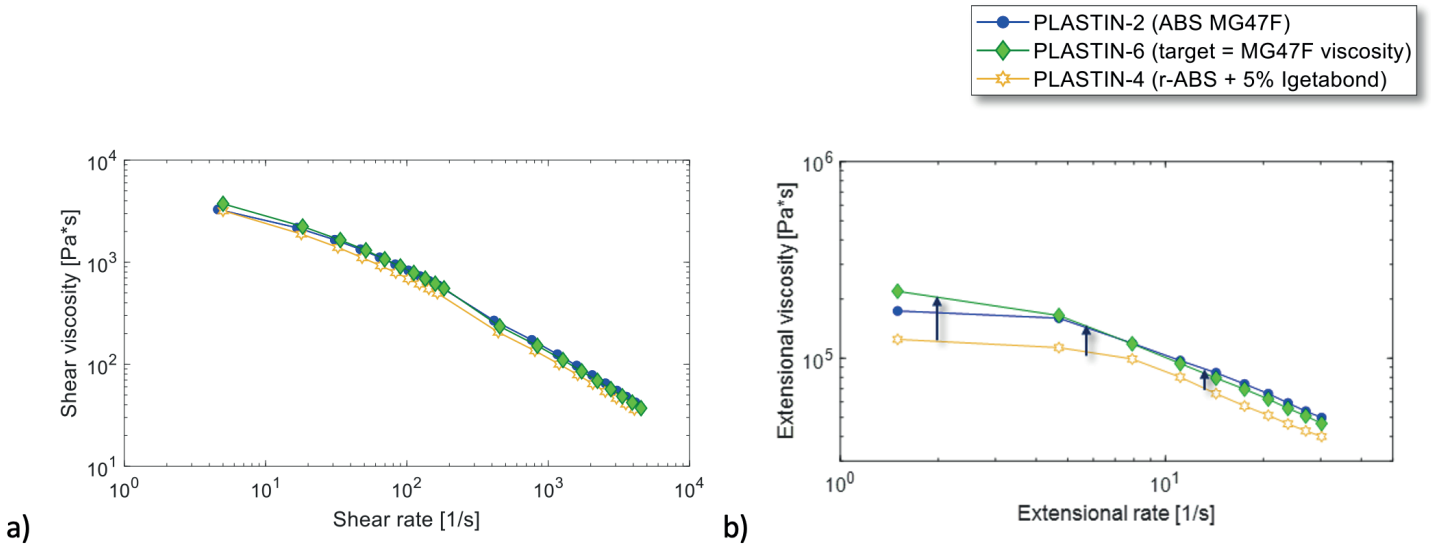 PLASTIN-2 (ABS MG47F)
PLASTIN-6 (target = MG47F viscosity)
PLASTIN-4 (r-ABS + 5% Igetabond)
10^4
10^3
10^2
10^1
Shear viscosity [Pa*s]
10^0 10^1 10^2 10^3 10^4
Shear rate [1/s]
a)
10^6
10^5
Extensional viscosity [Pa*s]
10^0 10^1
Extensional rate [1/s]
b)